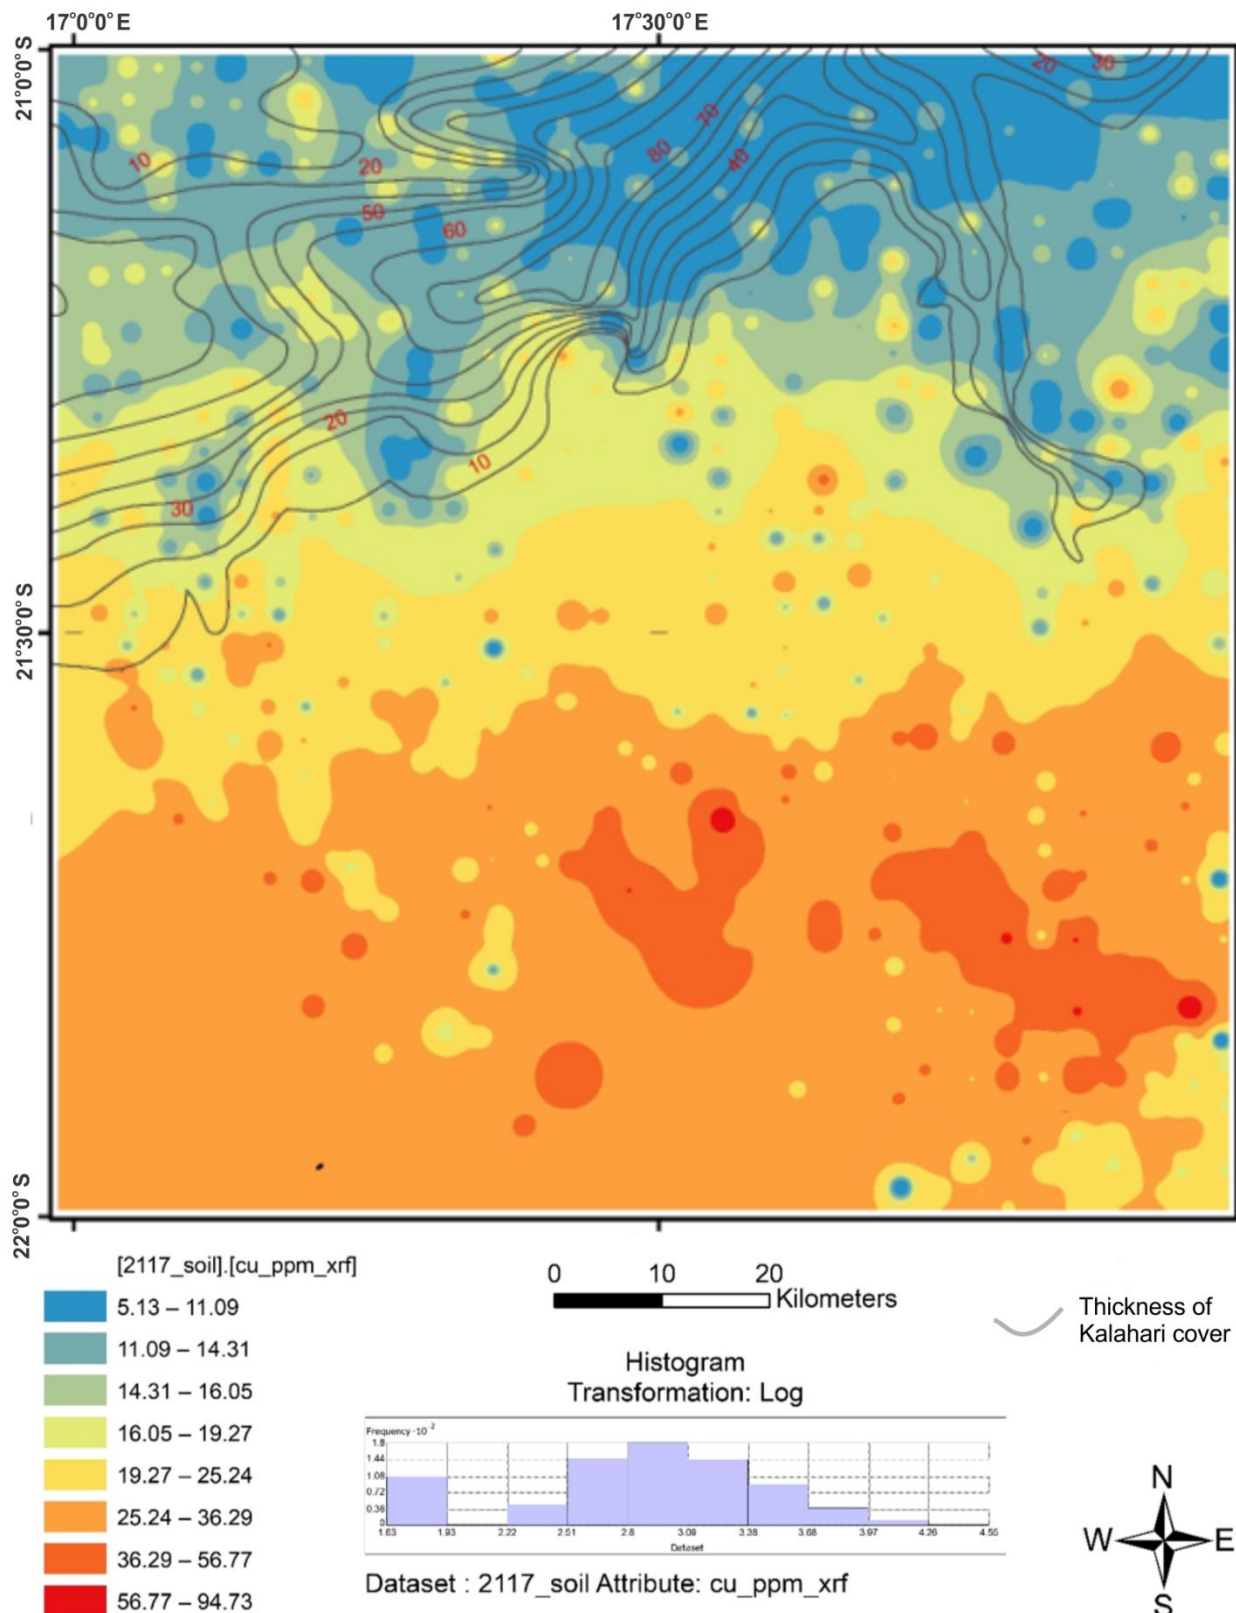 17°0'0"E 17°30'0"E
21°0'0"S
20 30
70
80
40
10
20
50
60
20
10
30
21°30'0"S
22°0'0"S
[2117_soil].[cu_ppm_xrf]
5.13 – 11.09
11.09 – 14.31
14.31 – 16.05
16.05 – 19.27
19.27 – 25.24
25.24 – 36.29
36.29 – 56.77
56.77 – 94.73
0 10 20
Kilometers
Thickness of
Kalahari cover
Histogram
Transformation: Log
Frequency·10⁻²
1.8
1.44
1.08
0.72
0.36
1.63 1.93 2.22 2.51 2.8 3.09 3.38 3.68 3.97 4.26 4.55
Dataset
Dataset : 2117_soil Attribute: cu_ppm_xrf
N
W E
S